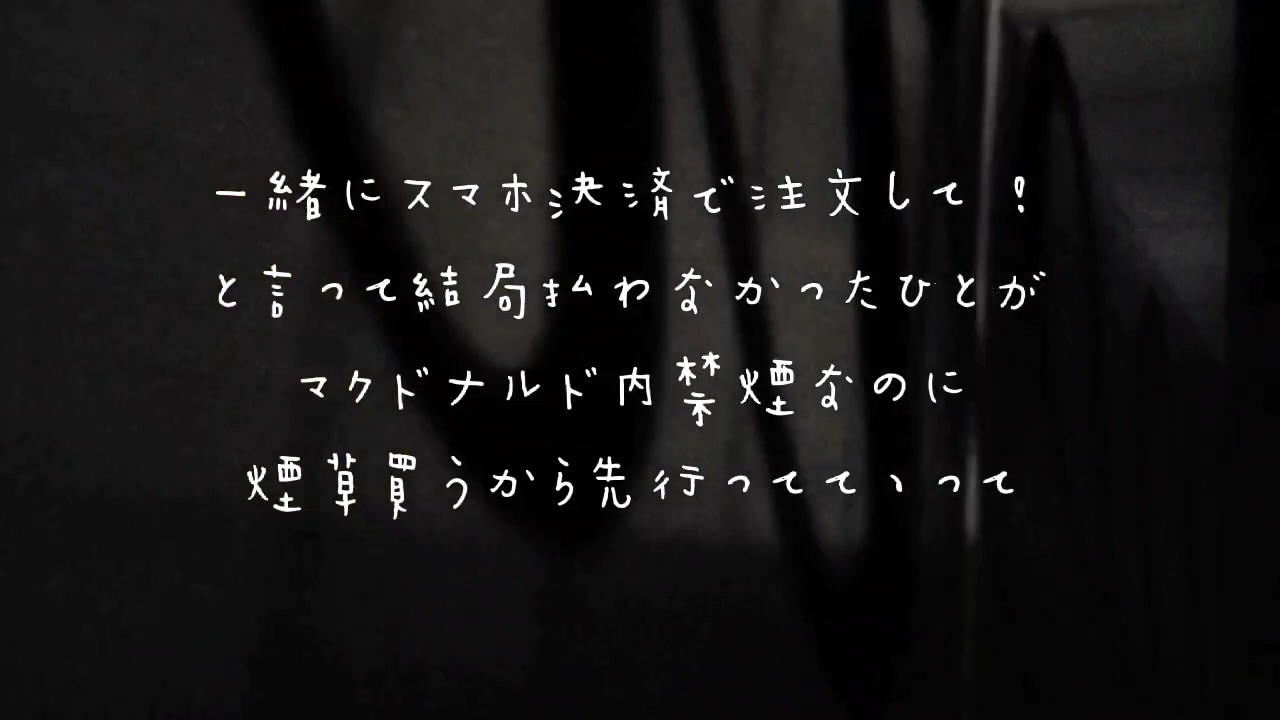 一緒にスマホ決済で注文して!
と言って結局払わなかったひとが
マクドナルド内禁煙なのに
煙草買うから先行ってて、って